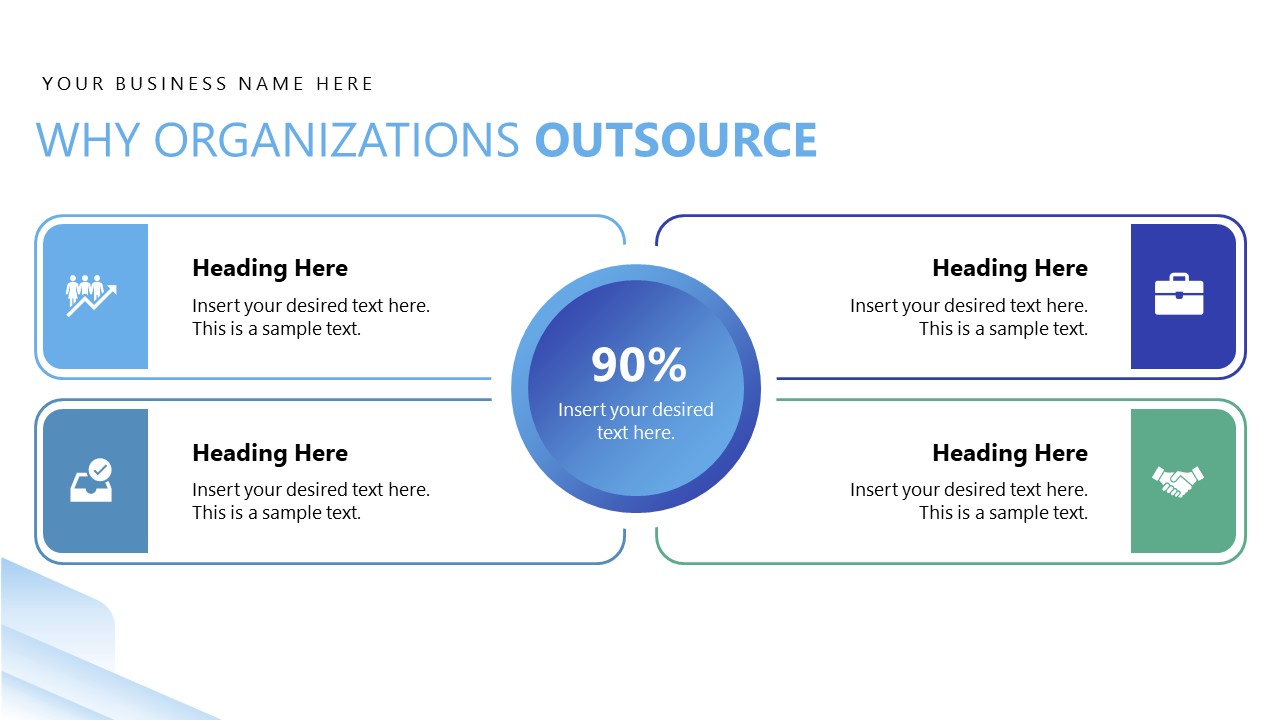 YOUR BUSINESS NAME HERE
WHY ORGANIZATIONS OUTSOURCE
Heading Here
Insert your desired text here.
This is a sample text.
Heading Here
Insert your desired text here.
This is a sample text.
90%
Insert your desired
text here.
Heading Here
Insert your desired text here.
This is a sample text.
Heading Here
Insert your desired text here.
This is a sample text.